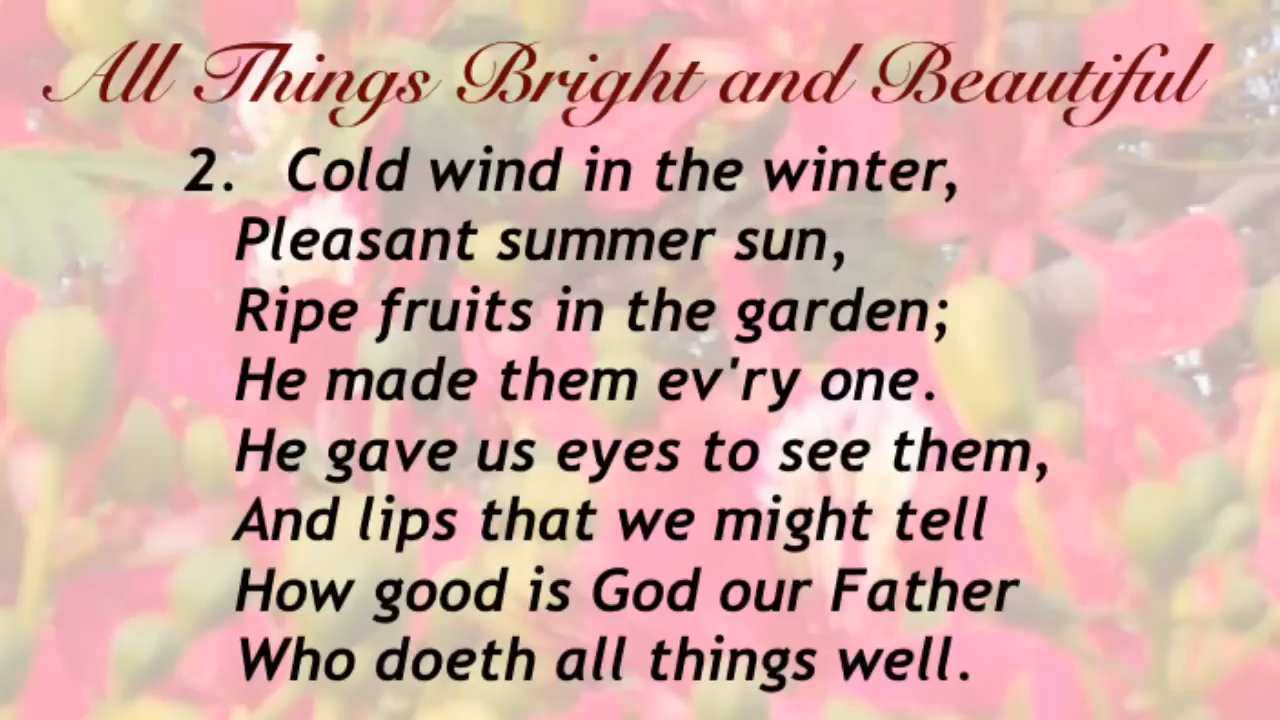 All Things Bright and Beautiful
2. Cold wind in the winter,
Pleasant summer sun,
Ripe fruits in the garden;
He made them ev'ry one.
He gave us eyes to see them,
And lips that we might tell
How good is God our Father
Who doeth all things well.